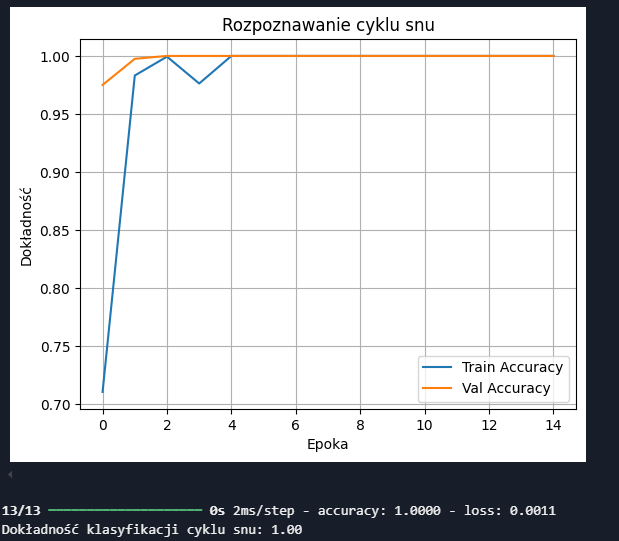 Rozpoznawanie cyklu snu
1.00
0.95
0.90
0.85
0.80
0.75
0.70
Dokładność
0 2 4 6 8 10 12 14
Epoka
Train Accuracy
Val Accuracy
13/13 ━━━━━━━━━━━━━━━━━━━━ 0s 2ms/step - accuracy: 1.0000 - loss: 0.0011
Dokładność klasyfikacji cyklu snu: 1.00